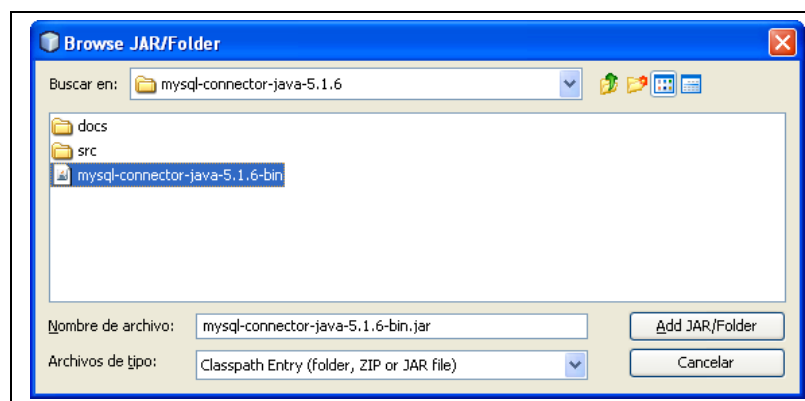 Browse JAR/Folder
Buscar en: mysql-connector-java-5.1.6
docs
src
mysql-connector-java-5.1.6-bin
Nombre de archivo: mysql-connector-java-5.1.6-bin.jar Add JAR/Folder
Archivos de tipo: Classpath Entry (folder, ZIP or JAR file) Cancelar